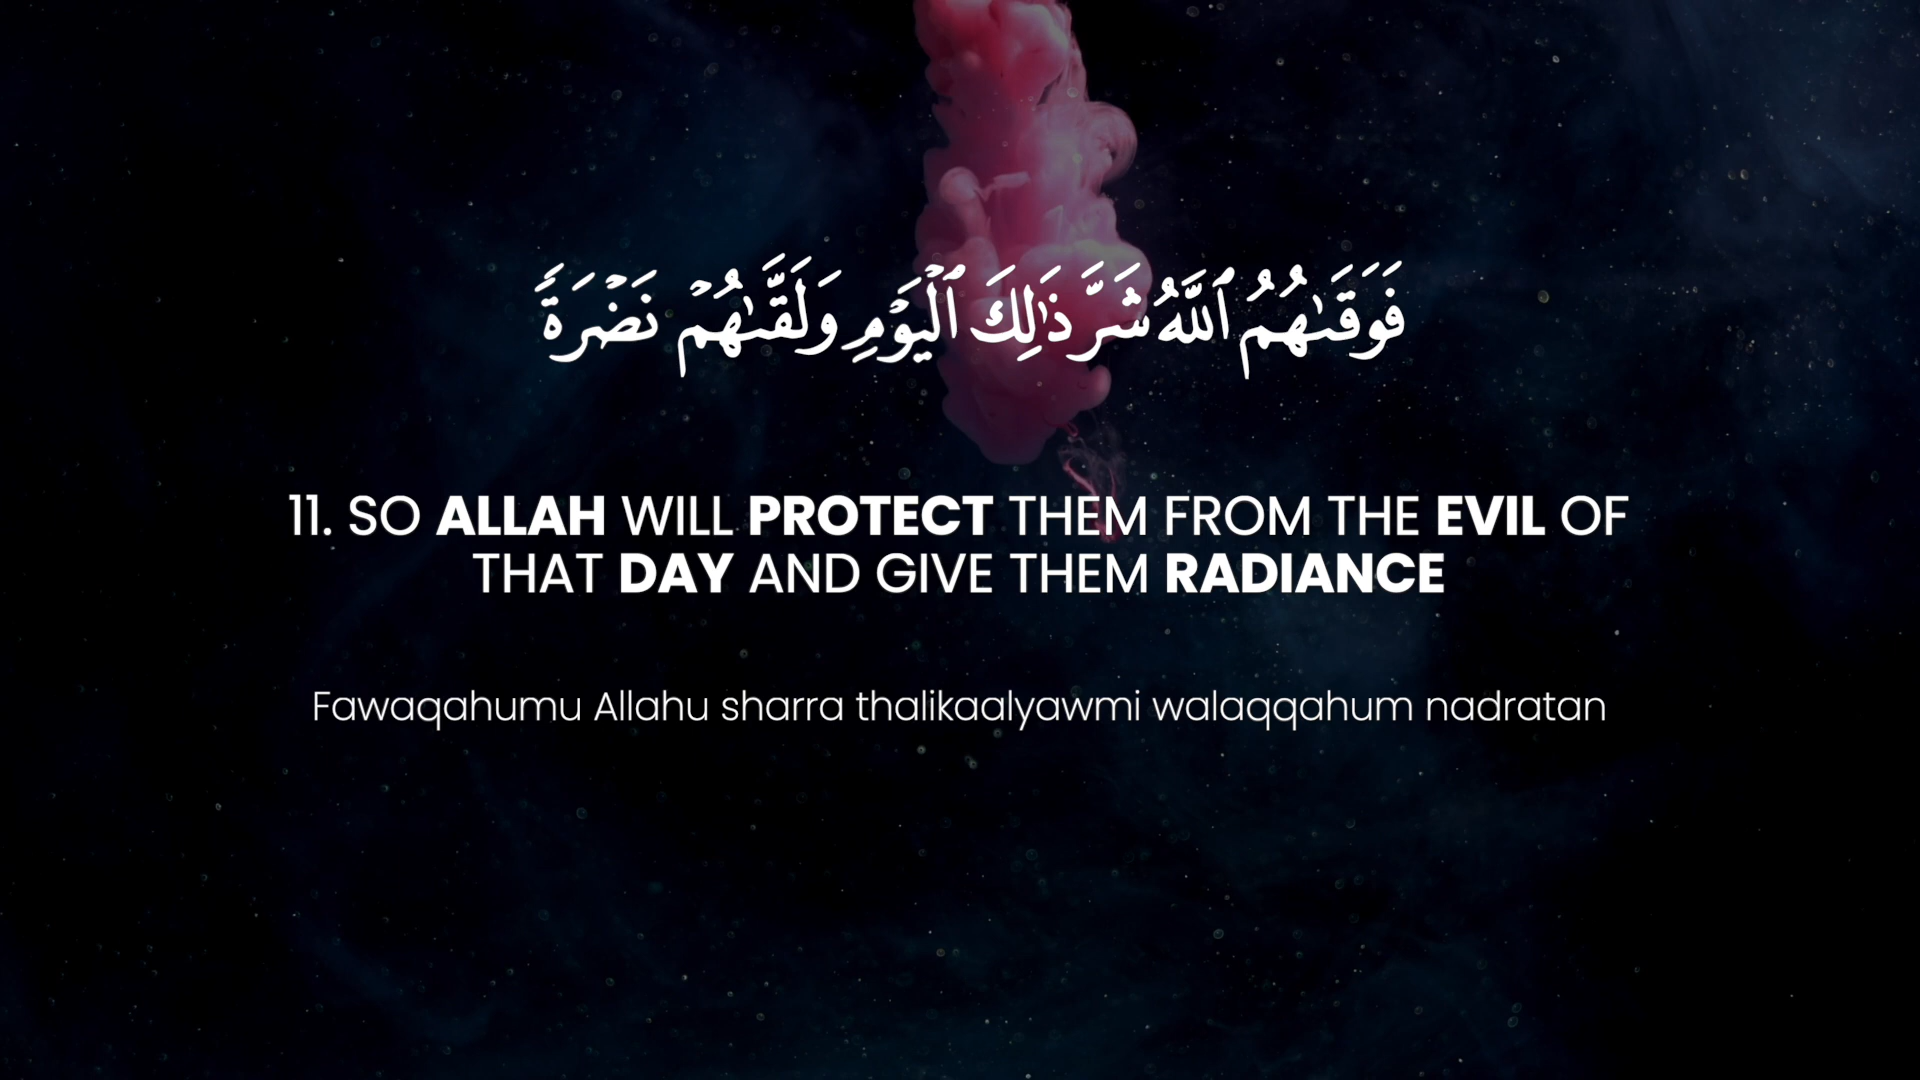 فَوَقَىٰهُمُ ٱللَّهُ شَرَّ ذَٰلِكَ ٱلْيَوْمِ وَلَقَّىٰهُمْ نَضْرَةً
11. SO ALLAH WILL PROTECT THEM FROM THE EVIL OF
THAT DAY AND GIVE THEM RADIANCE
Fawaqahumu Allahu sharra thalikaalyawmi walaqqahum nadratan